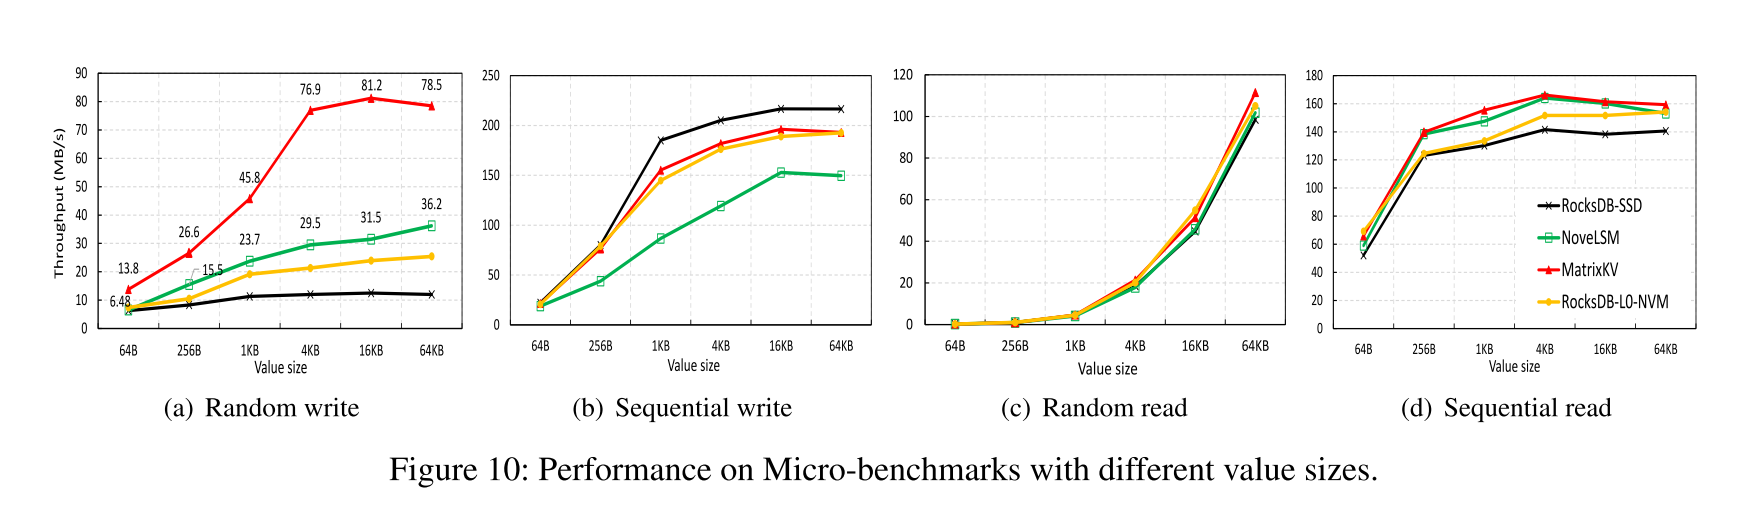 Throughput (MB/s)
90
80
70
60
50
40
30
20
10
0
13.8
26.6
45.8
76.9
81.2
78.5
6.48
15.5
23.7
29.5
31.5
36.2
64B 256B 1KB 4KB 16KB 64KB
Value size
(a) Random write
250
200
150
100
50
0
64B 256B 1KB 4KB 16KB 64KB
Value size
(b) Sequential write
120
100
80
60
40
20
0
64B 256B 1KB 4KB 16KB 64KB
Value size
(c) Random read
180
160
140
120
100
80
60
40
20
0
RocksDB-SSD
NoveLSM
MatrixKV
RocksDB-L0-NVM
64B 256B 1KB 4KB 16KB 64KB
Value size
(d) Sequential read
Figure 10: Performance on Micro-benchmarks with different value sizes.